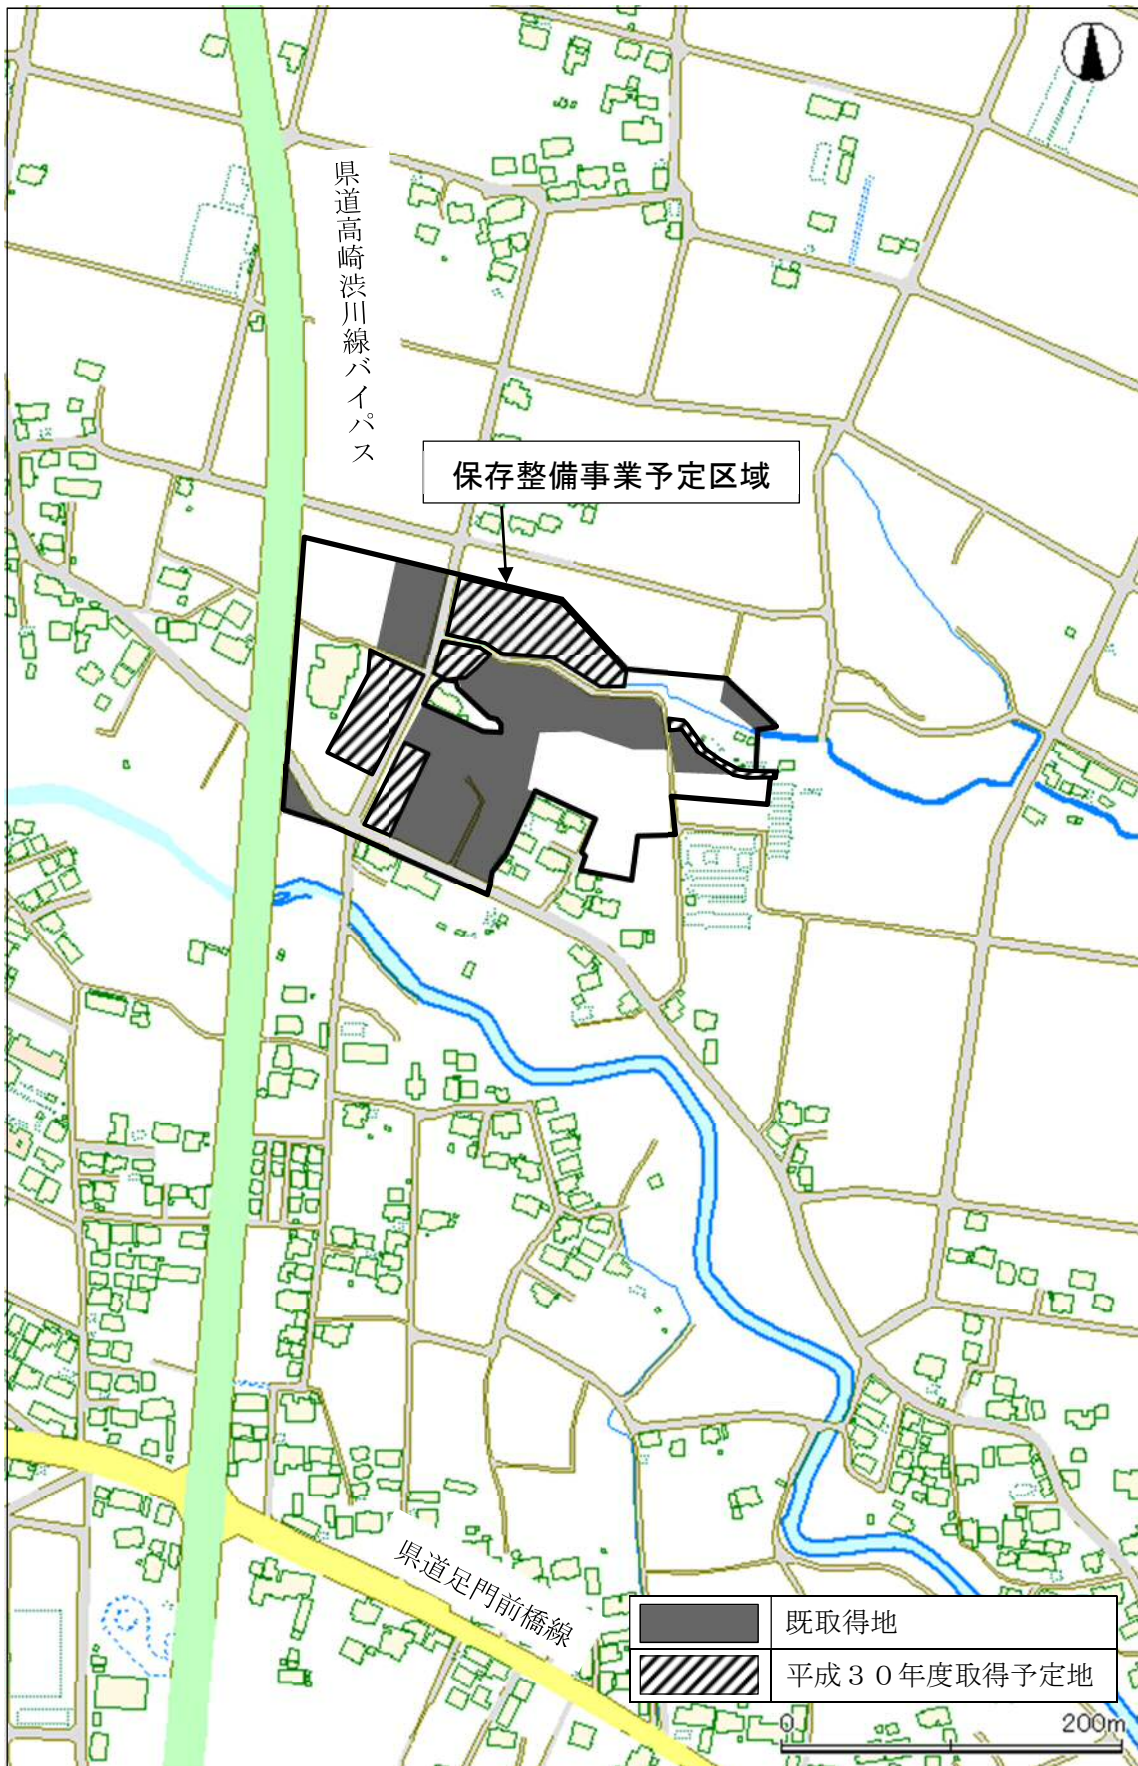 県道高崎渋川線バイパス
保存整備事業予定区域
県道足門前橋線
既取得地
平成３０年度取得予定地
0 200m